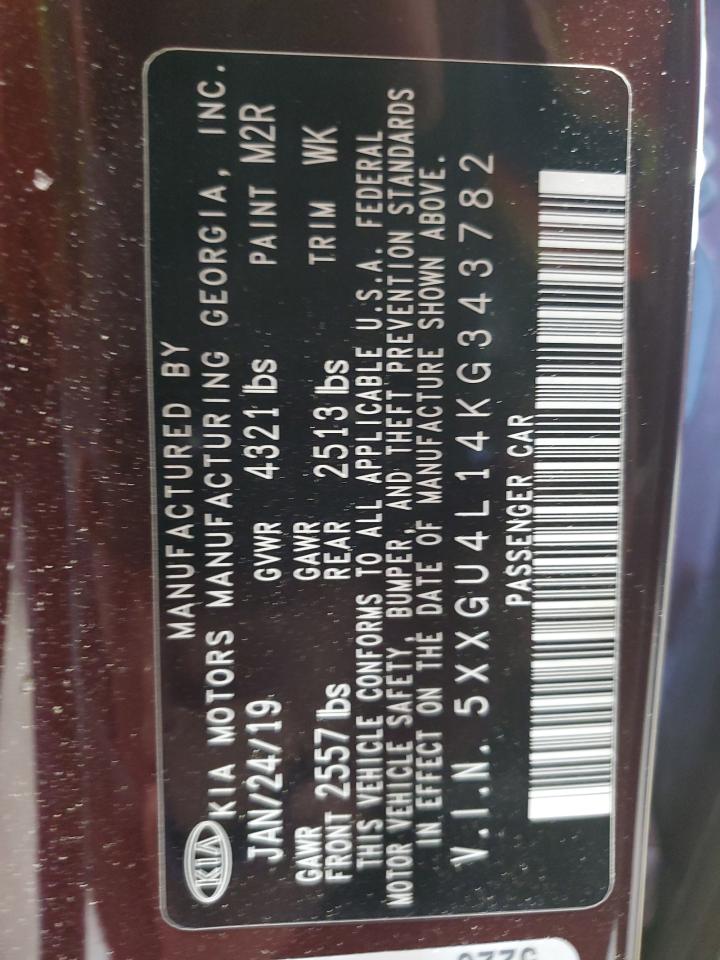 MANUFACTURED BY
KIA KIA MOTORS MANUFACTURING GEORGIA, INC.
JAN/24/19 GVWR 4321 lbs PAINT M2R
GAWR GAWR
FRONT 2557 lbs REAR 2513 lbs TRIM WK
THIS VEHICLE CONFORMS TO ALL APPLICABLE U.S.A. FEDERAL
MOTOR VEHICLE SAFETY, BUMPER, AND THEFT PREVENTION STANDARDS
IN EFFECT ON THE DATE OF MANUFACTURE SHOWN ABOVE.
V.I.N. 5XXGU4L14KG343782
PASSENGER CAR